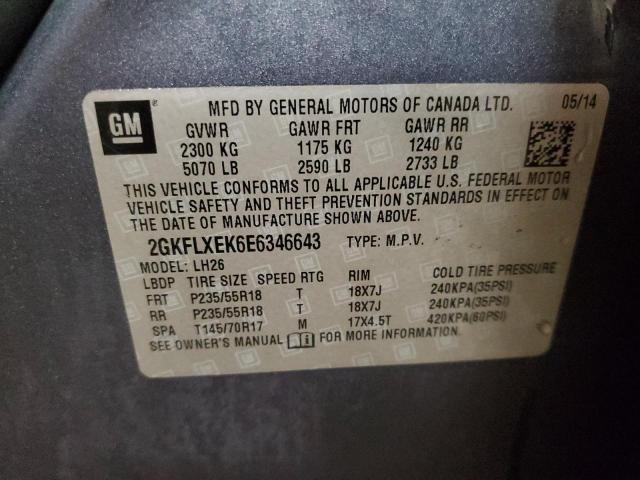 GM ®
MFD BY GENERAL MOTORS OF CANADA LTD. 05/14
GVWR GAWR FRT GAWR RR
2300 KG 1175 KG 1240 KG
5070 LB 2590 LB 2733 LB
THIS VEHICLE CONFORMS TO ALL APPLICABLE U.S. FEDERAL MOTOR
VEHICLE SAFETY AND THEFT PREVENTION STANDARDS IN EFFECT ON
THE DATE OF MANUFACTURE SHOWN ABOVE.
2GKFLXEK6E6346643 TYPE: M.P.V.
MODEL: LH26
LBDP TIRE SIZE SPEED RTG RIM COLD TIRE PRESSURE
FRT P235/55R18 T 18X7J 240KPA(35PSI)
RR P235/55R18 T 18X7J 240KPA(35PSI)
SPA T145/70R17 M 17X4.5T 420KPA(60PSI)
SEE OWNER'S MANUAL FOR MORE INFORMATION.